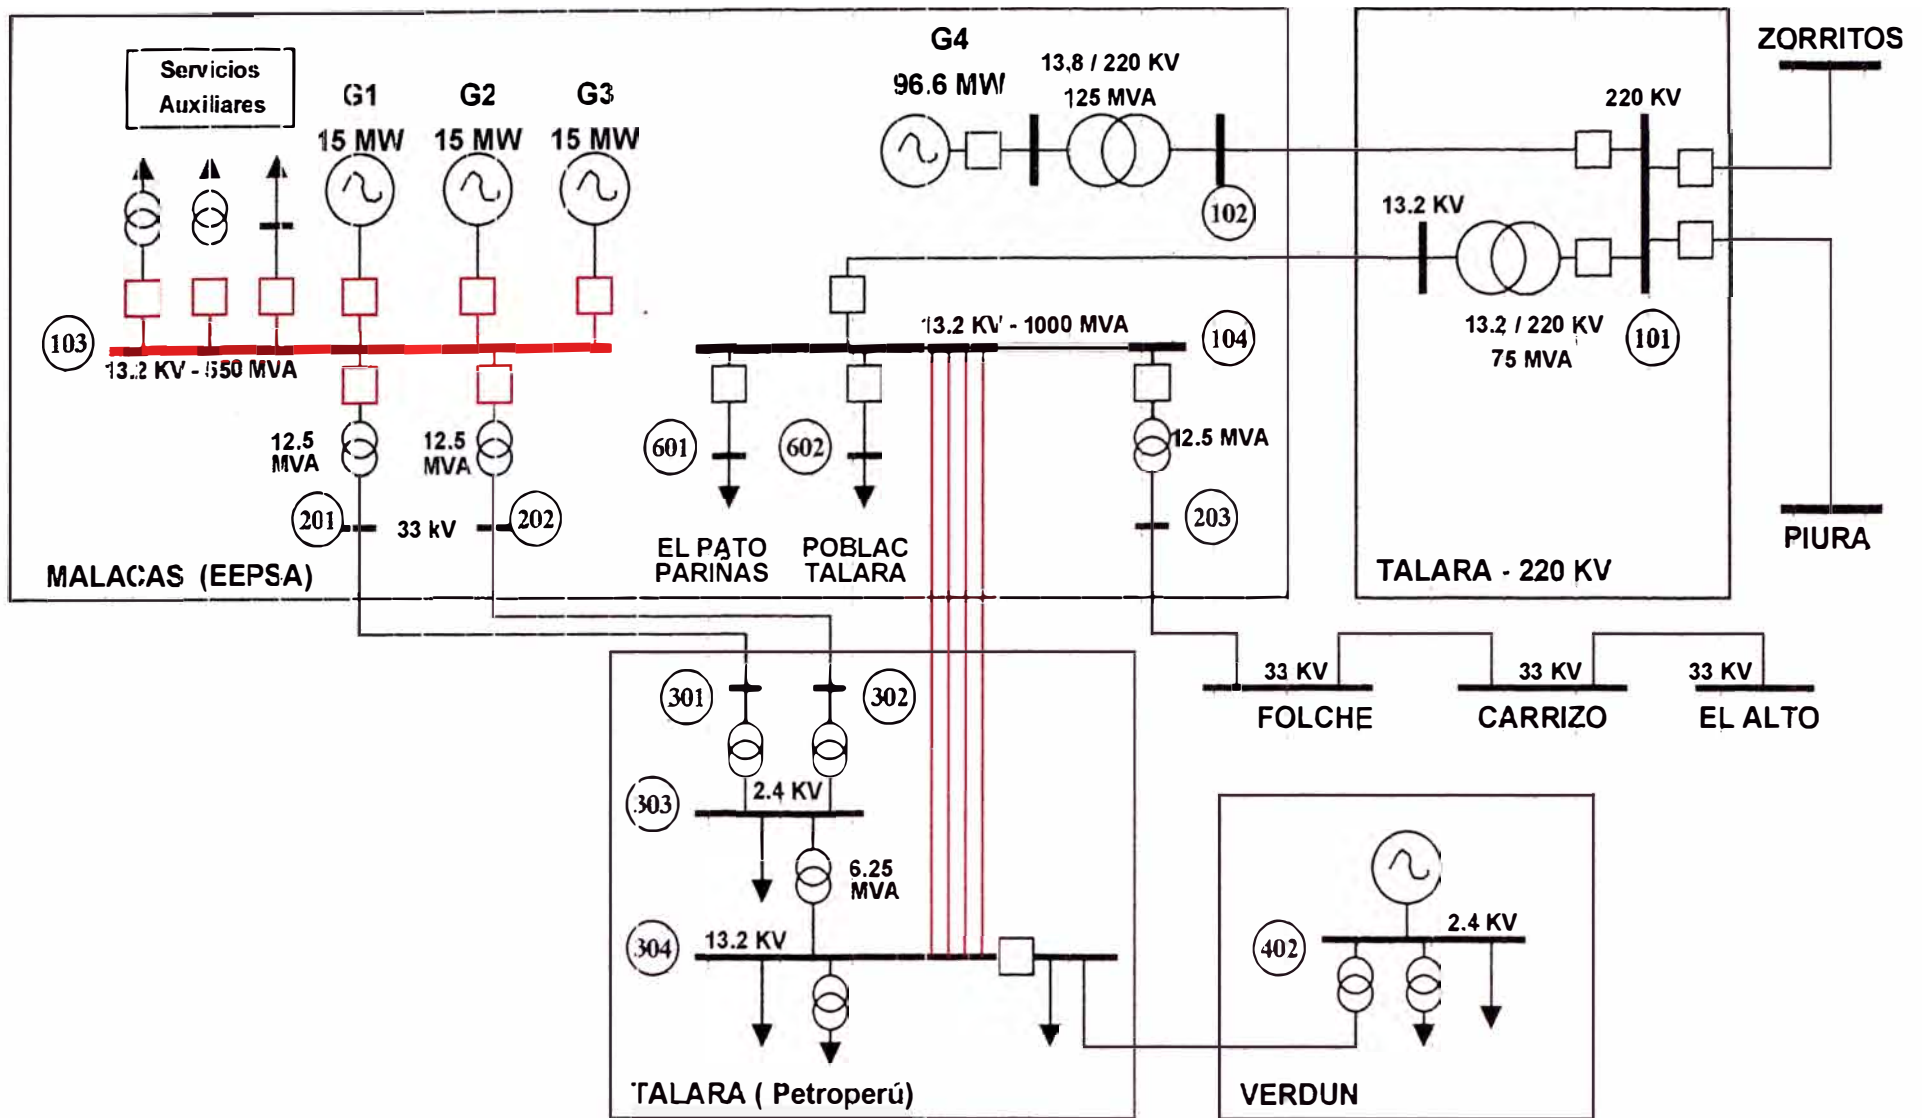 Servicios
Auxiliares
G1
15 MW
G2
15 MW
G3
15 MW
G4
96.6 MW
13,8 / 220 KV
125 MVA
102
103
13.2 KV - 550 MVA
12.5
MVA
12.5
MVA
201
33 kV
202
MALACAS (EEPSA)
13.2 KV - 1000 MVA
104
601
602
12.5 MVA
203
EL PATO
PARIÑAS
POBLAC
TALARA
220 KV
13.2 KV
13.2 / 220 KV
75 MVA
101
TALARA - 220 KV
ZORRITOS
PIURA
33 KV
FOLCHE
33 KV
CARRIZO
33 KV
EL ALTO
301
302
303
2.4 KV
6.25
MVA
304
13.2 KV
TALARA ( Petroperú)
402
2.4 KV
VERDUN